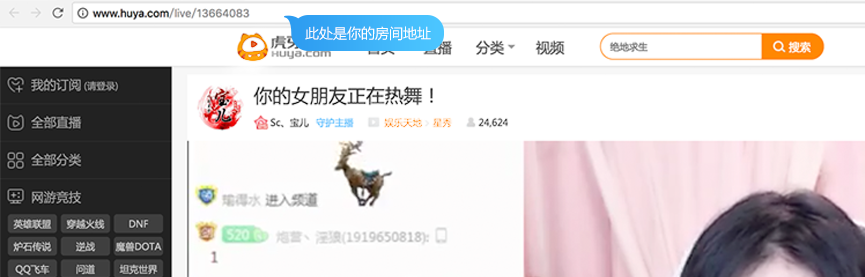 www.huya.com/live/13664083
此处是你的房间地址
虎牙
HUYA.com
首页 直播 分类 视频
绝地求生 搜索
我的订阅 (请登录)
你的女朋友正在热舞！
Sc、宝儿 守护主播 娱乐天地 > 星秀 24,624
全部直播
全部分类
网游竞技
英雄联盟 穿越火线 DNF
炉石传说 逆战 魔兽DOTA
QQ飞车 问道 坦克世界
宝儿
瑜得水 进入频道
520 炮营丶淫狼(1919650818):
1